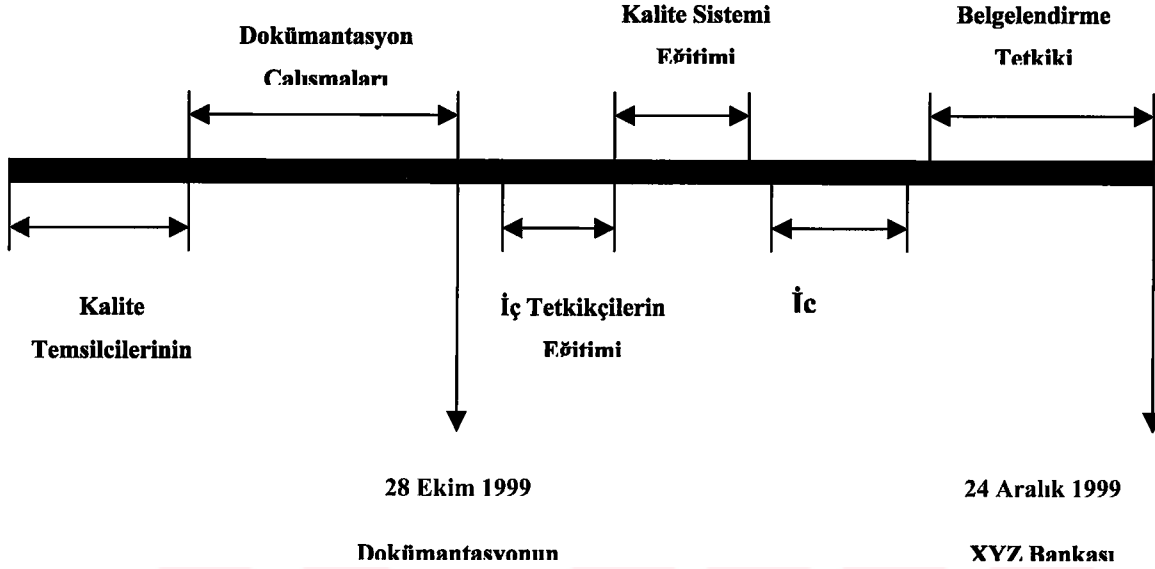 Dokümantasyon
Çalışmaları
Kalite Sistemi
Eğitimi
Belgelendirme
Tetkiki
Kalite
Temsilcilerinin
İç Tetkikçilerin
Eğitimi
İç
28 Ekim 1999
Dokümantasyonun
24 Aralık 1999
XYZ Bankası